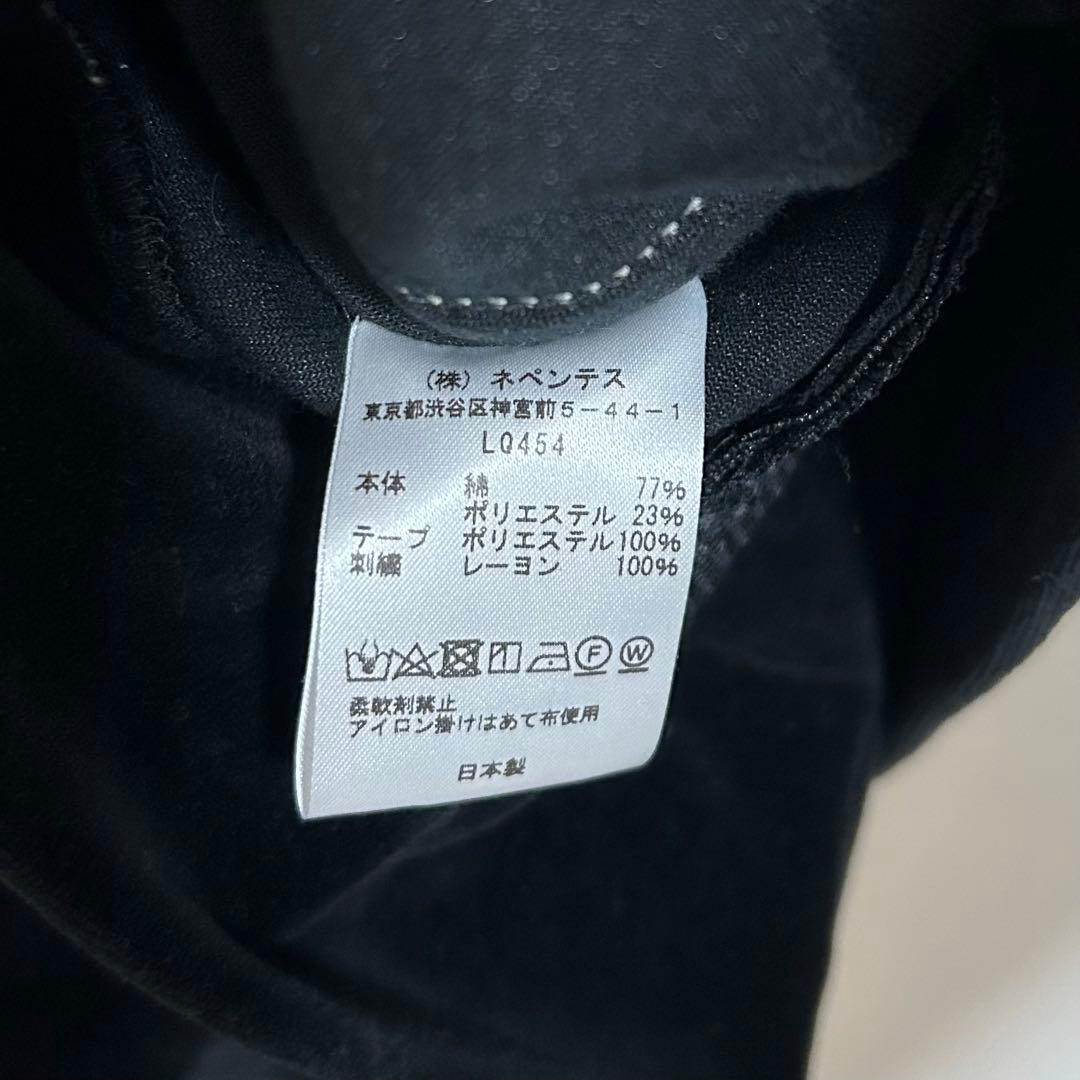 (株) ネペンテス
東京都渋谷区神宮前5-44-1
LQ454
本体 綿 77%
ポリエステル 23%
テープ ポリエステル 100%
刺繍 レーヨン 100%
F W
柔軟剤禁止
アイロン掛けはあて布使用
日本製